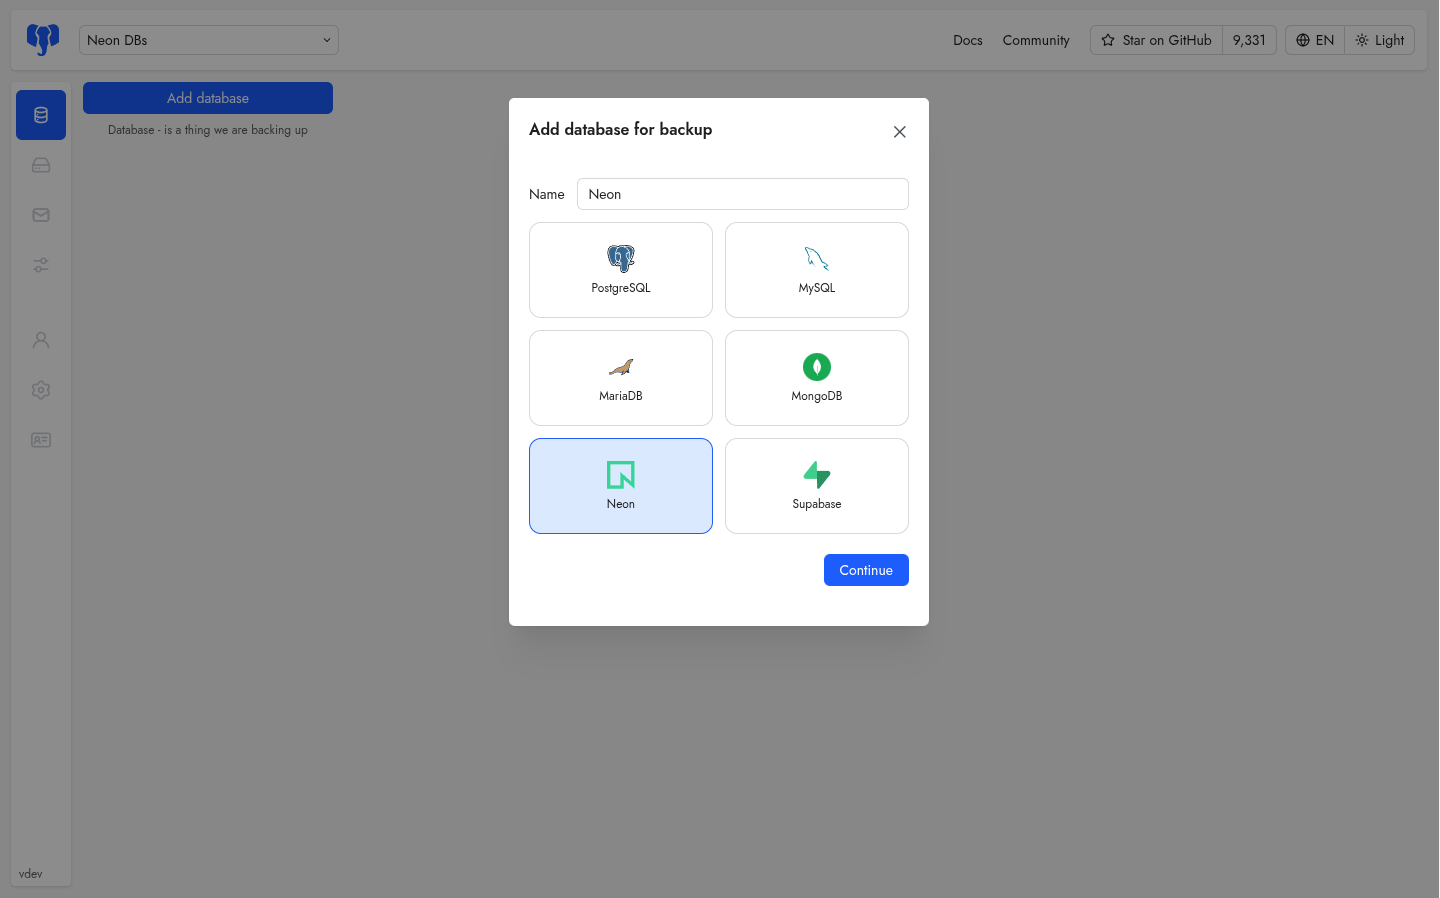 Neon DBs
Docs
Community
Star on GitHub
9,331
EN
Light
Add database
Database - is a thing we are backing up
Add database for backup
Name
Neon
PostgreSQL
MySQL
MariaDB
MongoDB
Neon
Supabase
Continue
vdev